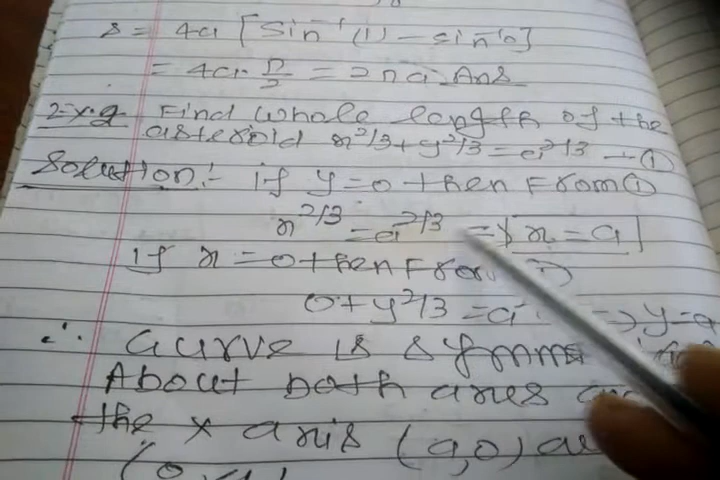 s = 4a [sin⁻¹(1) – sin⁻¹0]
= 4a. π/2 = 2πa Ans
Ex.2 Find whole length of the
asteroid x^2/3 + y^2/3 = a^2/3 —①
Solution:- if y=0 then From ①
x^2/3 = a^2/3 => x = a
if x = 0 then From
0 + y^2/3 = a => y=a
∴ curve is symm
About both axes
the x axis (a,0)
(0